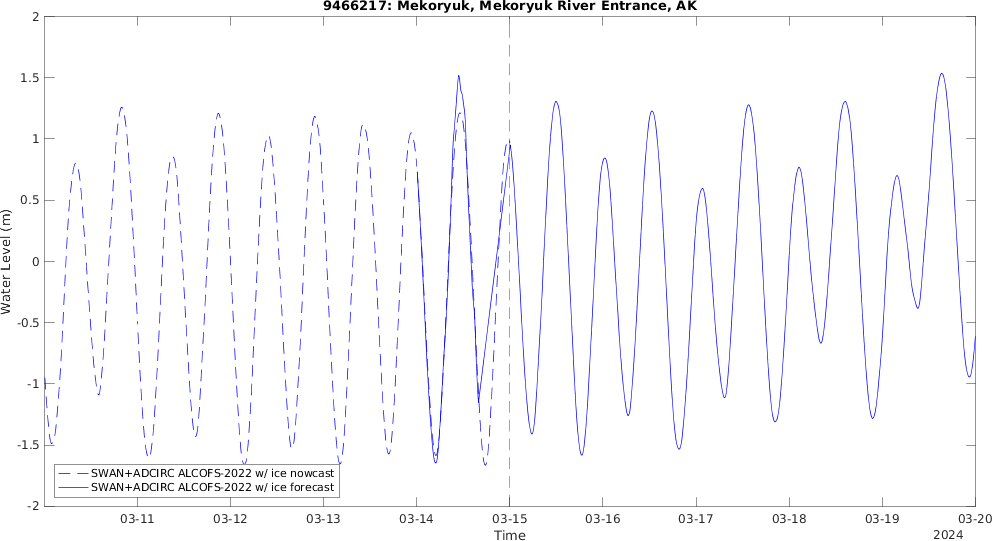 9466217: Mekoryuk, Mekoryuk River Entrance, AK
2
1.5
1
0.5
0
-0.5
-1
-1.5
-2
Water Level (m)
SWAN+ADCIRC ALCOFS-2022 w/ ice nowcast
SWAN+ADCIRC ALCOFS-2022 w/ ice forecast
03-11 03-12 03-13 03-14 03-15 03-16 03-17 03-18 03-19 03-20
Time
2024